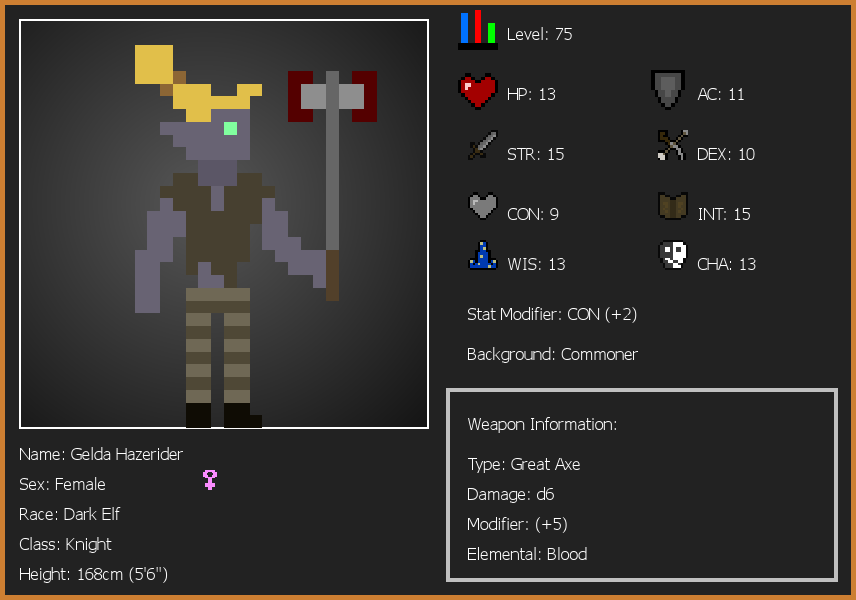 Level: 75
HP: 13
AC: 11
STR: 15
DEX: 10
CON: 9
INT: 15
WIS: 13
CHA: 13
Stat Modifier: CON (+2)
Background: Commoner
Weapon Information:
Type: Great Axe
Damage: d6
Modifier: (+5)
Elemental: Blood
Name: Gelda Hazerider
Sex: Female
Race: Dark Elf
Class: Knight
Height: 168cm (5'6")